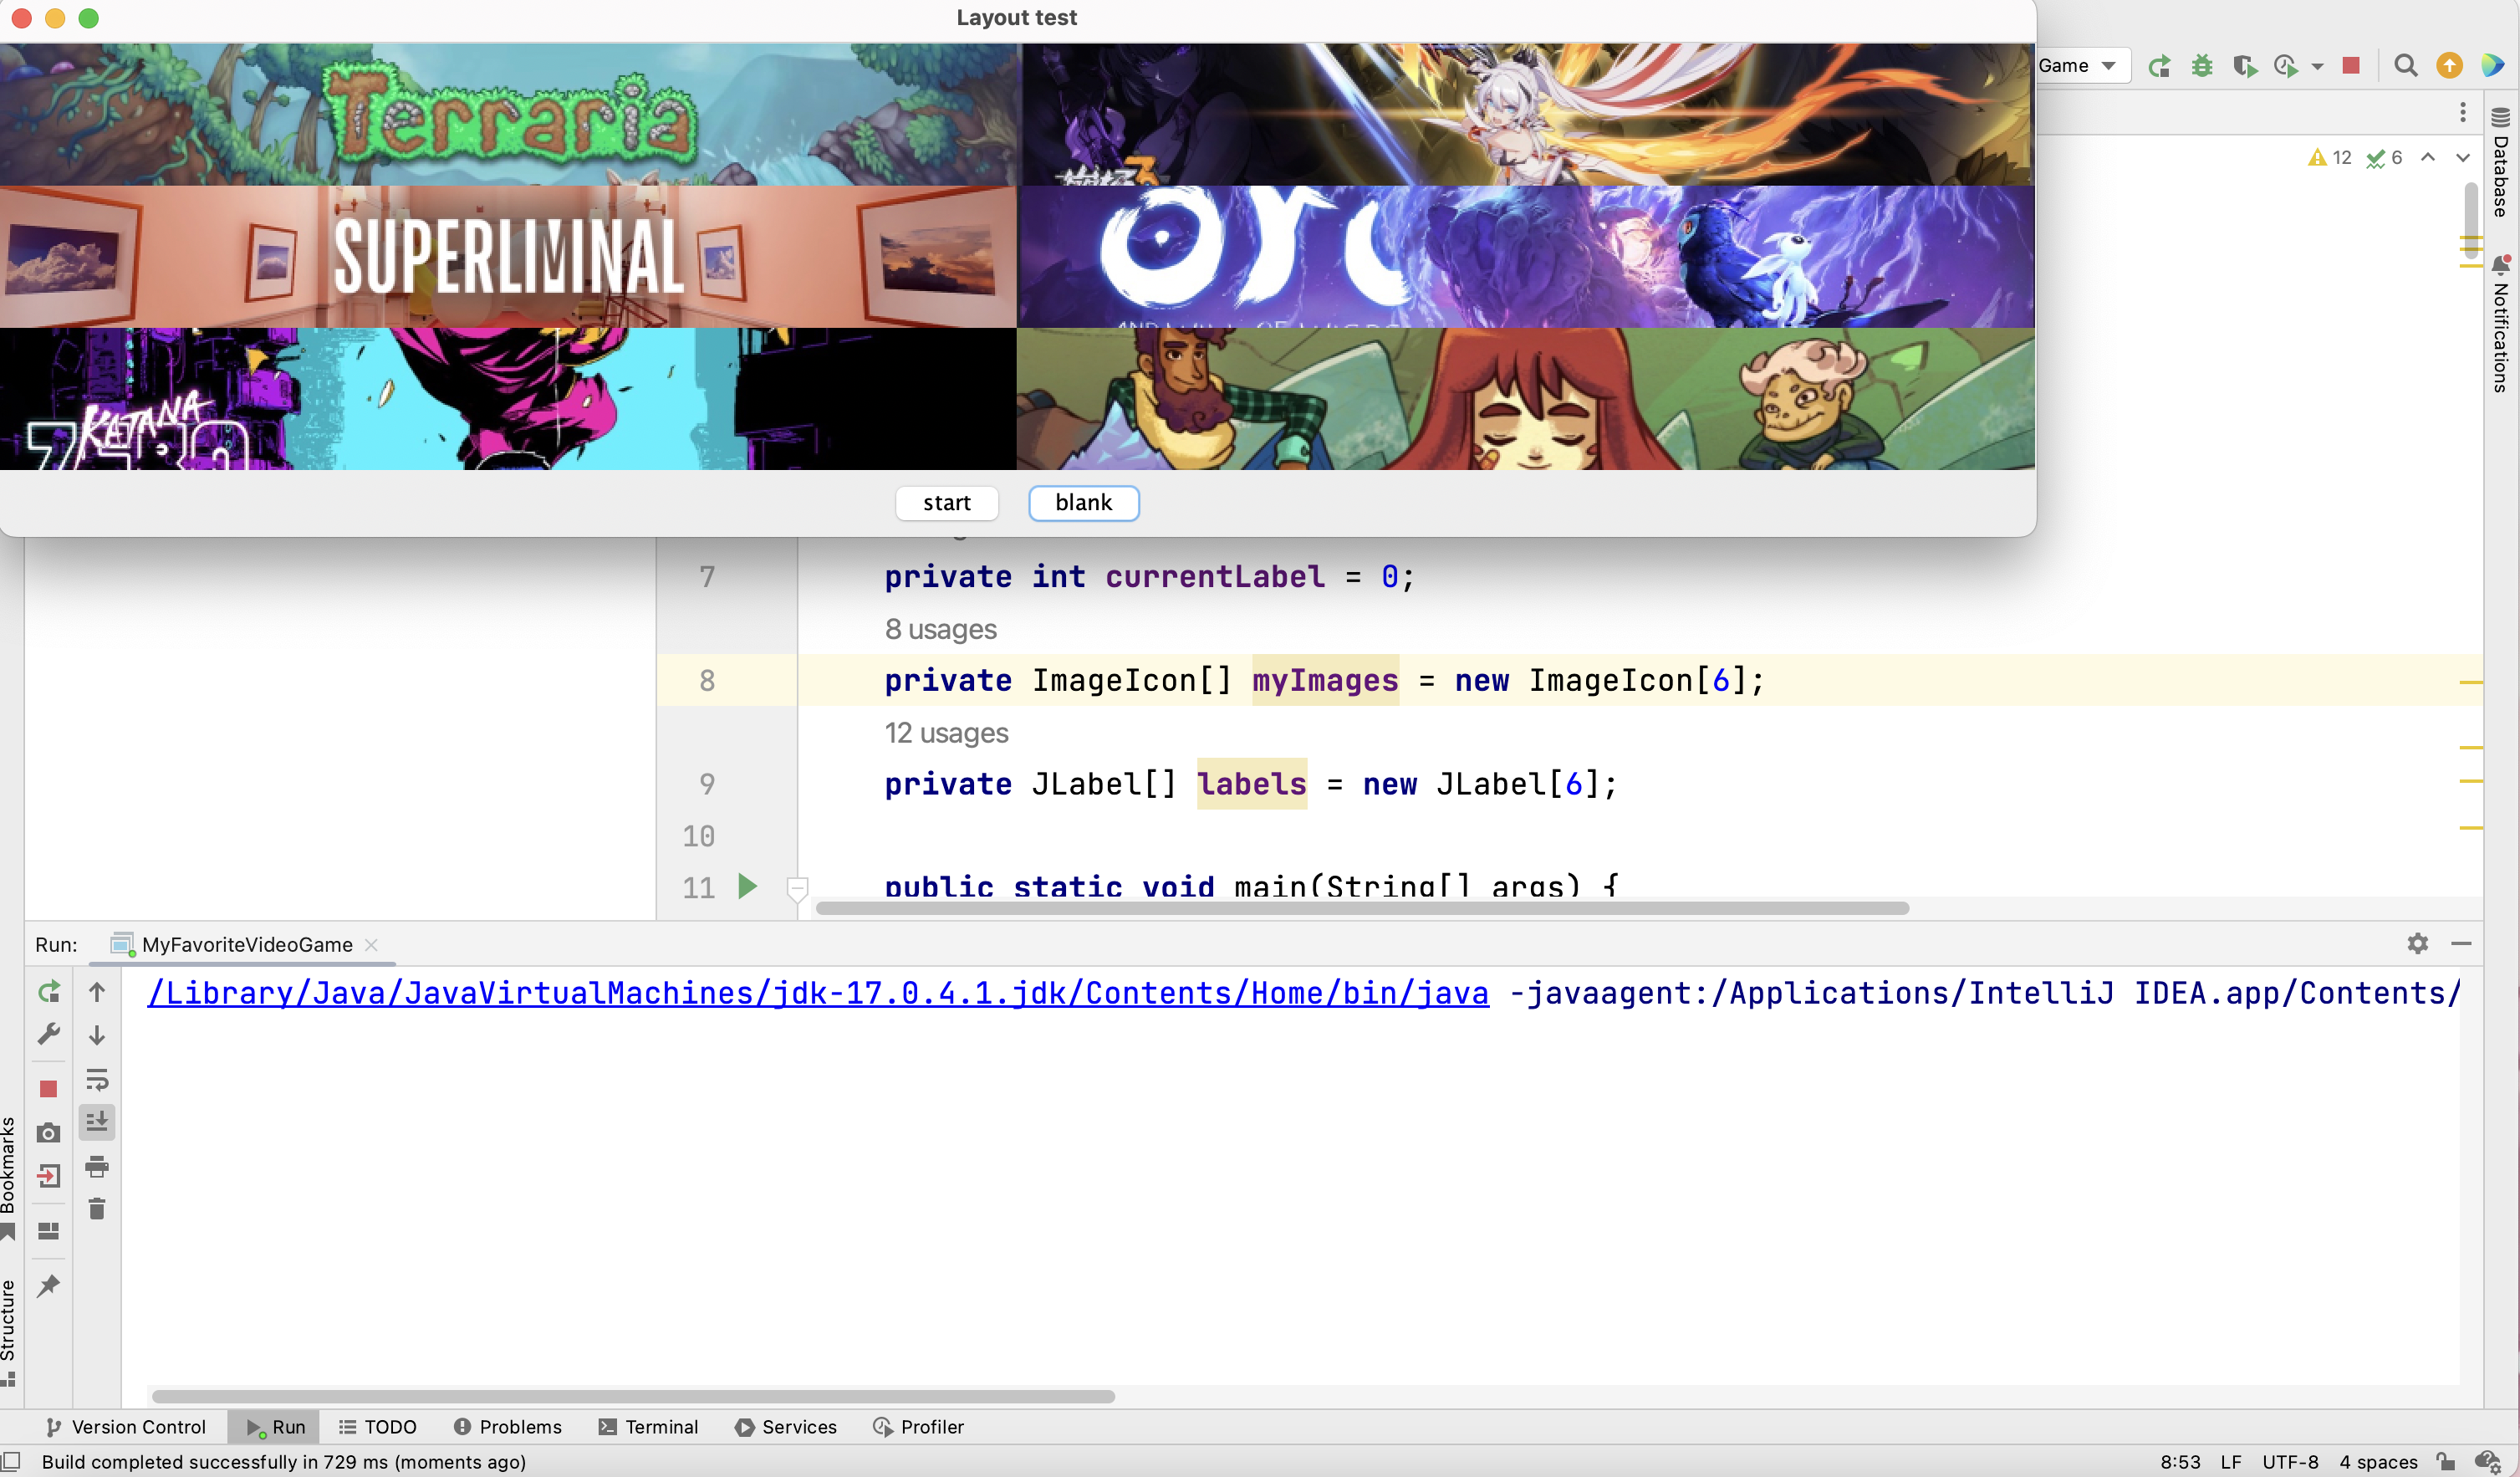 Layout test
Terraria
SUPERLIMINAL
KATANA
start
blank
Game
12
6
Database
Notifications
7
private int currentLabel = 0;
8 usages
8
private ImageIcon[] myImages = new ImageIcon[6];
12 usages
9
private JLabel[] labels = new JLabel[6];
10
11
public static void main(String[] args) {
Run:
MyFavoriteVideoGame
/Library/Java/JavaVirtualMachines/jdk-17.0.4.1.jdk/Contents/Home/bin/java -javaagent:/Applications/IntelliJ IDEA.app/Contents/
Bookmarks
Structure
Version Control
Run
TODO
Problems
Terminal
Services
Profiler
Build completed successfully in 729 ms (moments ago)
8:53
LF
UTF-8
4 spaces